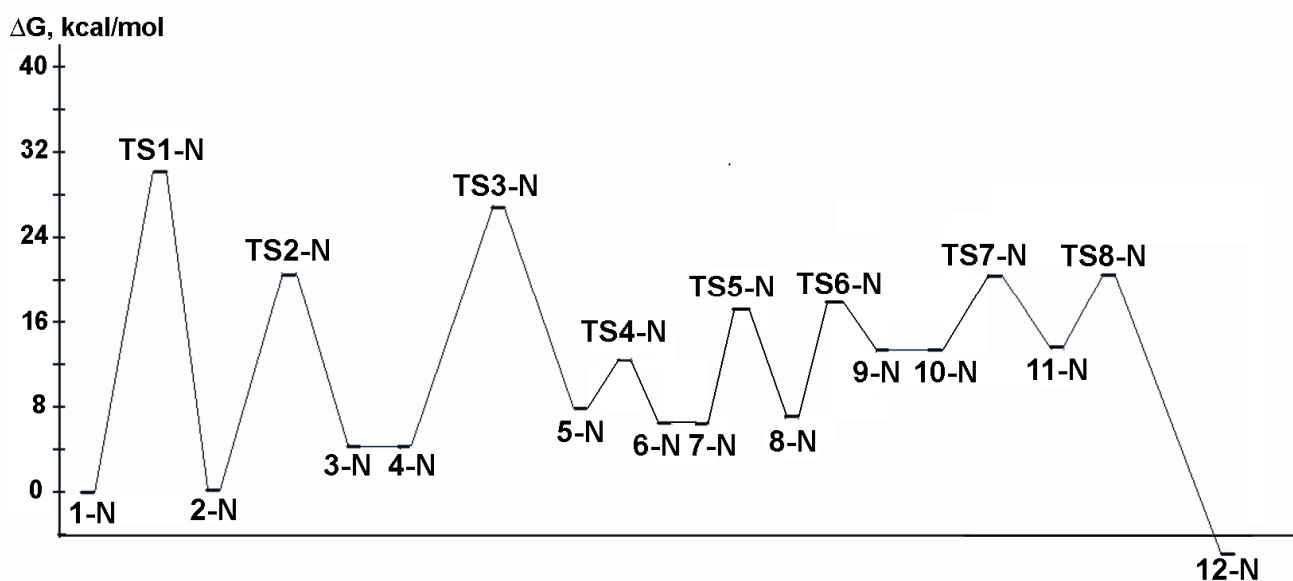 ΔG, kcal/mol
40
32
24
16
8
0
TS1-N
TS2-N
TS3-N
TS4-N
TS5-N
TS6-N
TS7-N
TS8-N
1-N
2-N
3-N
4-N
5-N
6-N
7-N
8-N
9-N
10-N
11-N
12-N